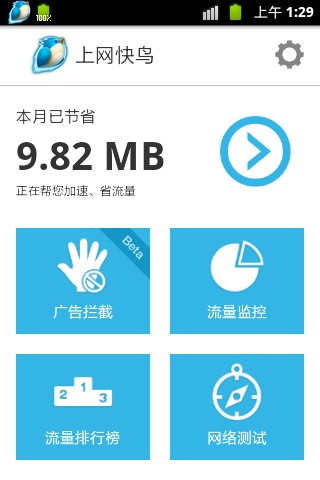 100%
上午 1:29
上网快鸟
本月已节省
9.82 MB
正在帮您加速、省流量
Beta
广告拦截
流量监控
2 1 3
流量排行榜
网络测试